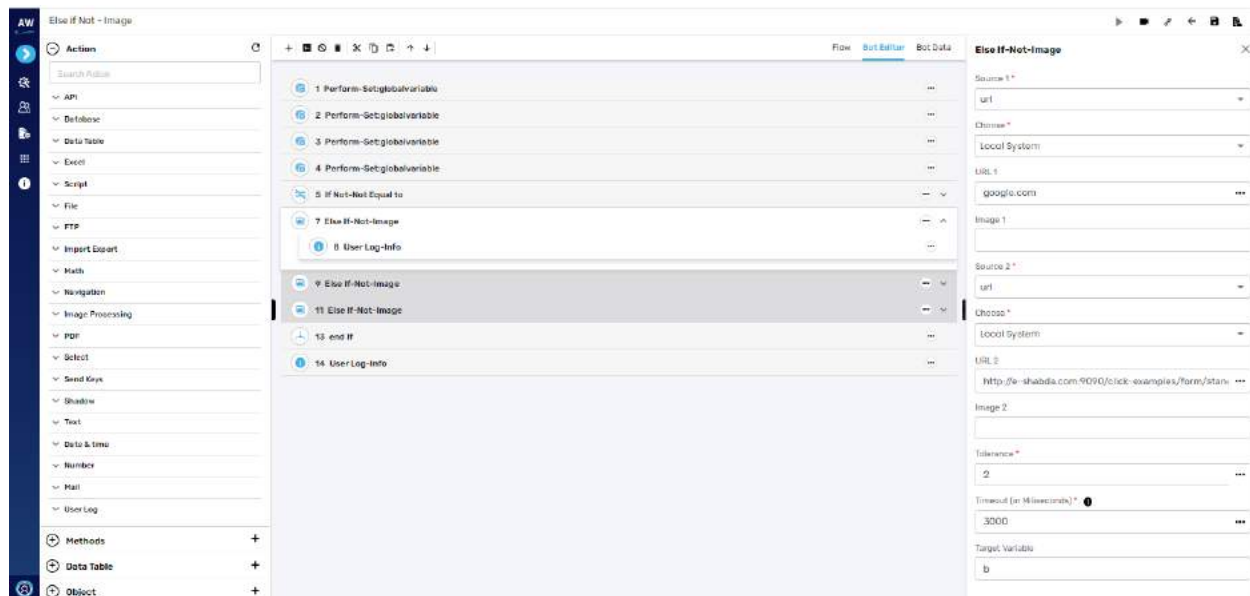 AW
Else if Not - Image
Action
Search Action
API
Database
Data Table
Excel
Script
File
FTP
Import Export
Math
Navigation
Image Processing
PDF
Select
Send Keys
Shadow
Text
Date & time
Number
Mail
User Log
Methods
Data Table
Object
Flow Bot Editor Bot Data
1 Perform-Set:globalvariable
2 Perform-Get:globalvariable
3 Perform-Set:globalvariable
4 Perform-Get:globalvariable
5 If Not-Not Equal to
7 Else If-Not-Image
8 User Log-Info
9 Else If-Not-Image
11 Else If-Not-Image
13 end If
14 User Log-Info
Else If-Not-Image
Source 1 *
url
Choose *
Local System
URL 1
google.com
Image 1
Source 2 *
url
Choose *
Local System
URL 2
http://e-shabda.com:9090/click-examples/form/stan
Image 2
Tolerance *
2
Timeout (in Miliseconds) *
3000
Target Variable
b